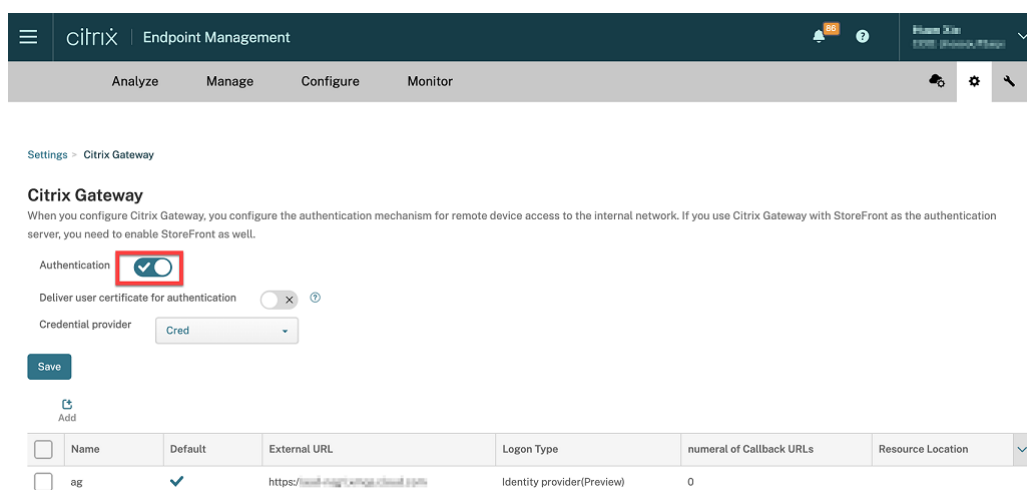 citrix | Endpoint Management
86
Analyze Manage Configure Monitor
Settings > Citrix Gateway
Citrix Gateway
When you configure Citrix Gateway, you configure the authentication mechanism for remote device access to the internal network. If you use Citrix Gateway with StoreFront as the authentication
server, you need to enable StoreFront as well.
Authentication
Deliver user certificate for authentication
Credential provider Cred
Save
Add
Name Default External URL Logon Type numeral of Callback URLs Resource Location
ag https:/ Identity provider(Preview) 0